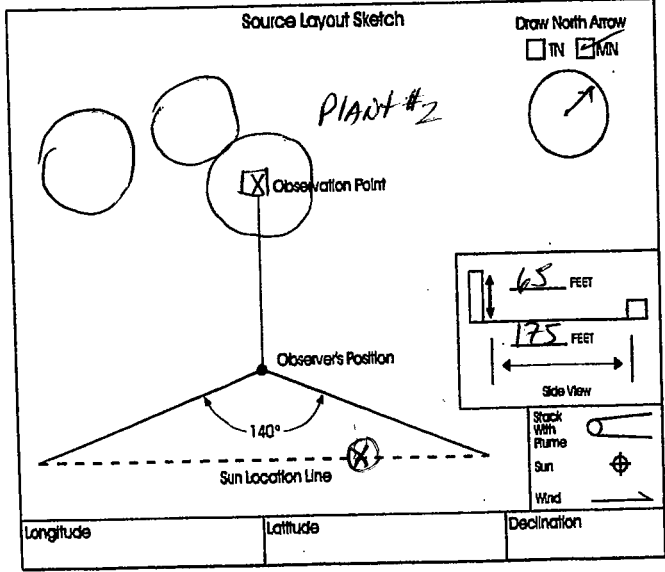 Source Layout Sketch
Draw North Arrow
TN MN
PLANT #2
X Observation Point
65 FEET
175 FEET
Side View
Observer's Position
140°
X
Sun Location Line
Stack
With
Plume
Sun
Wind
Longitude Latitude Declination